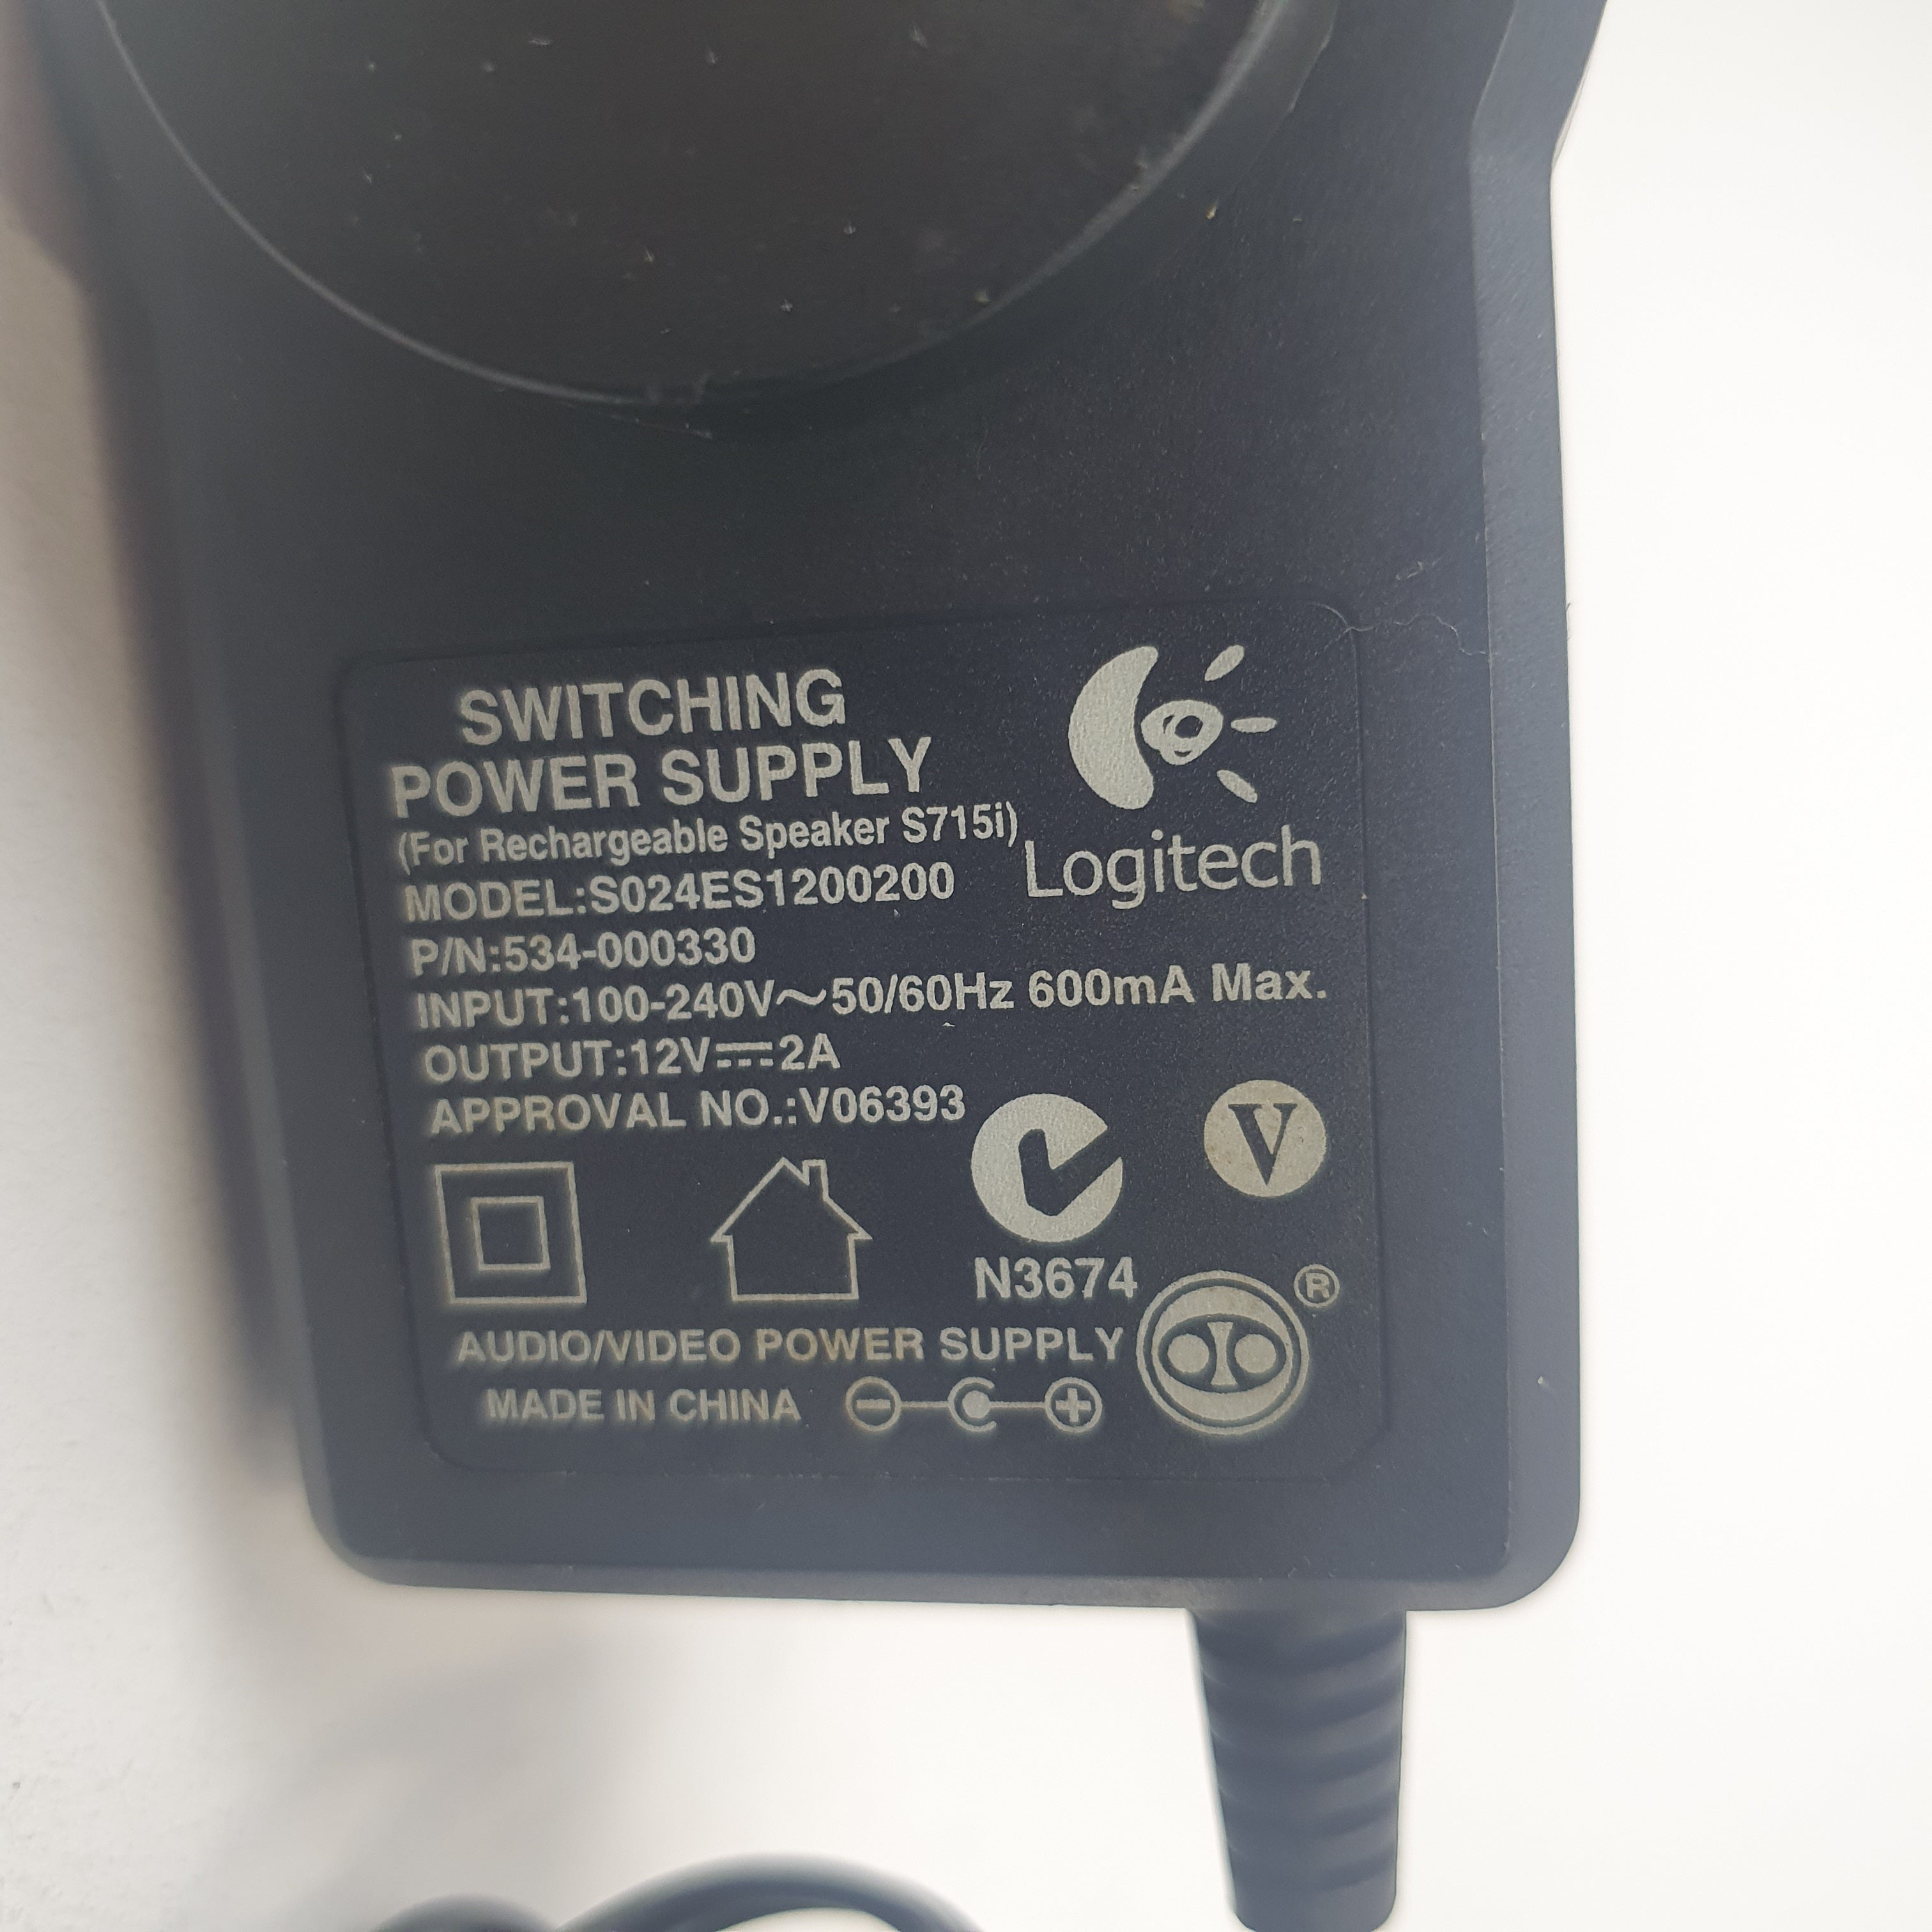 SWITCHING
POWER SUPPLY
(For Rechargeable Speaker S715i)
Logitech
MODEL:S024ES1200200
P/N:534-000330
INPUT:100-240V～50/60Hz 600mA Max.
OUTPUT:12V⎓2A
APPROVAL NO.:V06393
V
N3674
®
AUDIO/VIDEO POWER SUPPLY
MADE IN CHINA